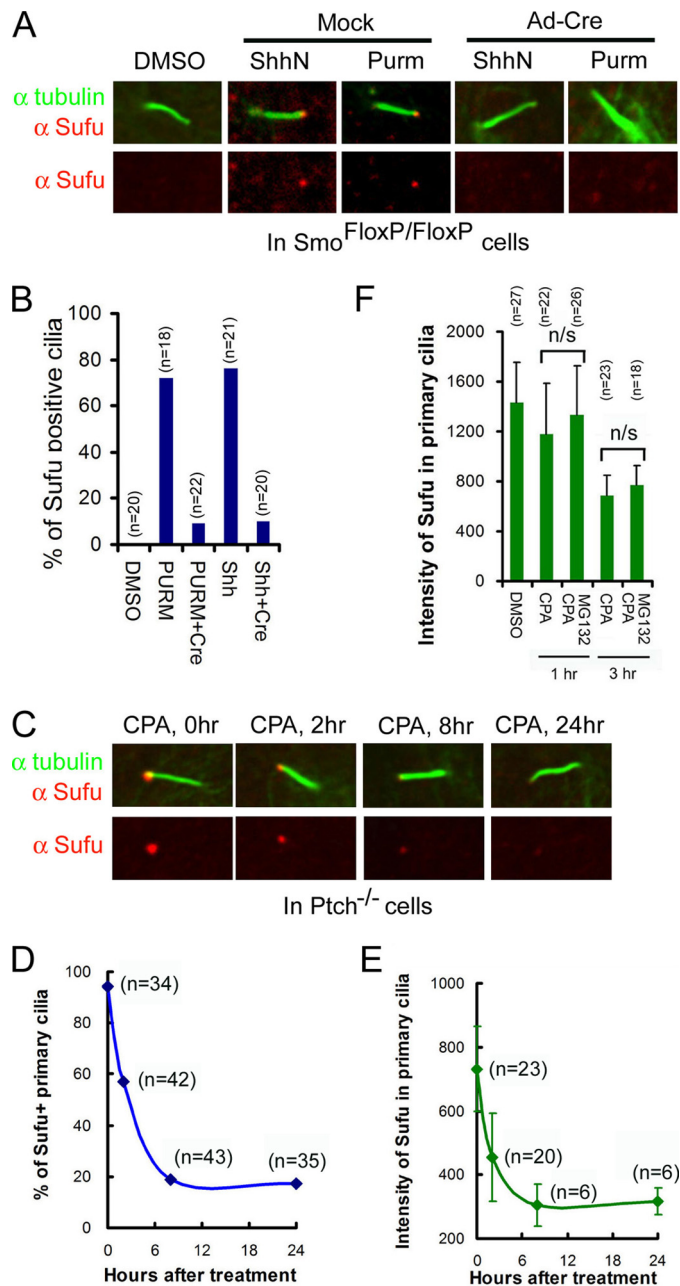 A
Mock
Ad-Cre
DMSO
ShhN
Purm
ShhN
Purm
α tubulin
α Sufu
α Sufu
In Smo^FloxP/FloxP cells
B
% of Sufu positive cilia
100
80
60
40
20
0
(n=20)
(n=18)
(n=22)
(n=21)
(n=20)
DMSO
PURM
PURM+Cre
Shh
Shh+Cre
F
Intensity of Sufu in primary cilia
2000
1600
1200
800
400
0
(n=27)
(n=22)
(n=26)
n/s
(n=23)
(n=18)
n/s
DMSO
CPA
CPA
MG132
CPA
CPA
MG132
1 hr
3 hr
C
CPA, 0hr
CPA, 2hr
CPA, 8hr
CPA, 24hr
α tubulin
α Sufu
α Sufu
In Ptch-/- cells
D
% of Sufu+ primary cilia
100
80
60
40
20
0
(n=34)
(n=42)
(n=43)
(n=35)
0
6
12
18
24
Hours after treatment
E
Intensity of Sufu in primary cilia
1000
800
600
400
200
(n=23)
(n=20)
(n=6)
(n=6)
0
6
12
18
24
Hours after treatment